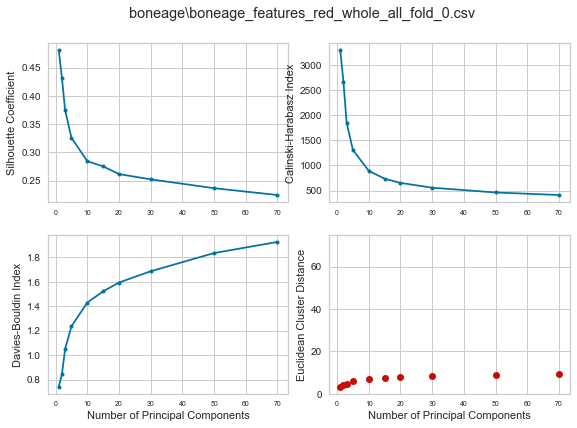 boneage\boneage_features_red_whole_all_fold_0.csv
Silhouette Coefficient
0.45
0.40
0.35
0.30
0.25
0 10 20 30 40 50 60 70
Calinski-Harabasz Index
3000
2500
2000
1500
1000
500
0 10 20 30 40 50 60 70
Davies-Bouldin Index
1.8
1.6
1.4
1.2
1.0
0.8
0 10 20 30 40 50 60 70
Number of Principal Components
Euclidean Cluster Distance
60
40
20
0
0 10 20 30 40 50 60 70
Number of Principal Components